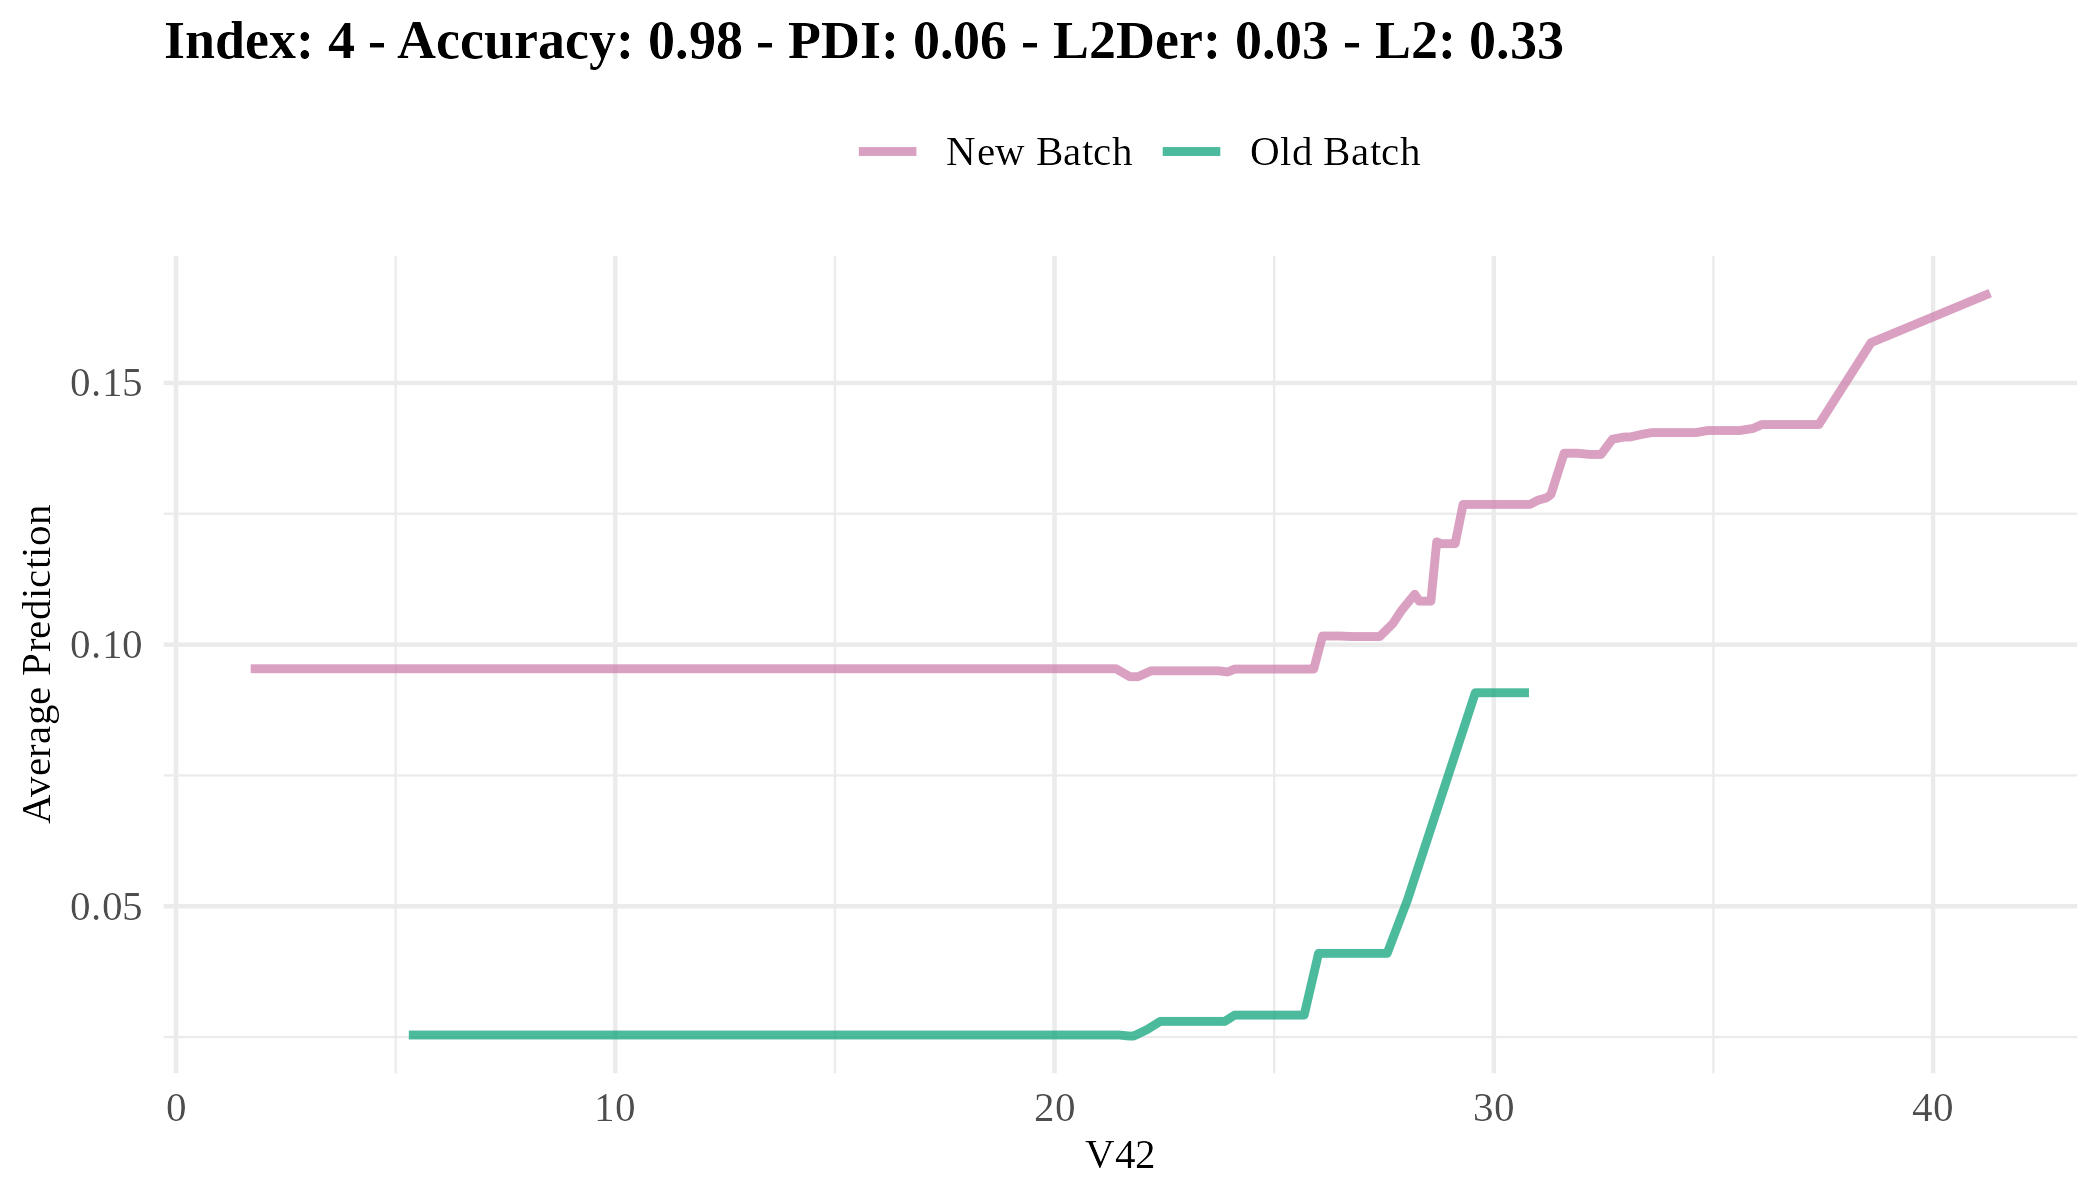 Index: 4 - Accuracy: 0.98 - PDI: 0.06 - L2Der: 0.03 - L2: 0.33
New Batch Old Batch
Average Prediction
0.15
0.10
0.05
0 10 20 30 40
V42